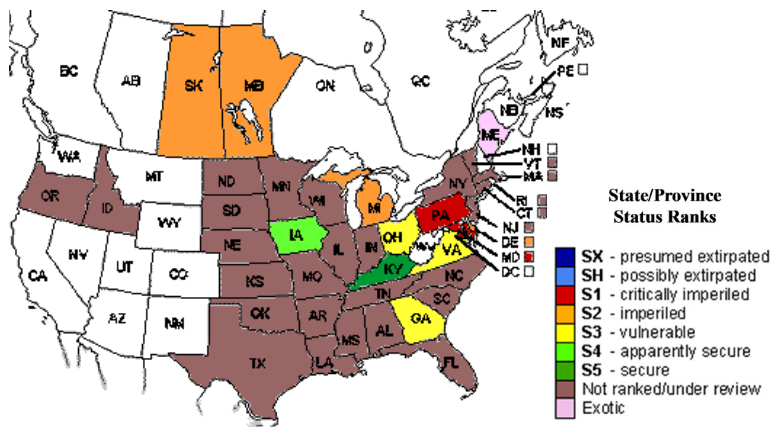 NF
BC
AB
SK
MB
ON
QC
PE
NB
NS
ME
WA
MT
ND
MN
NH
VT
MA
OR
ID
WI
NY
SD
WY
MI
RI
CT
PA
NJ
IA
OH
DE
NE
IL
IN
WV
VA
MD
NV
UT
CO
KS
MO
KY
DC
CA
NC
TN
OK
AR
SC
AZ
NM
MS
AL
GA
TX
LA
FL
State/Province
Status Ranks
SX - presumed extirpated
SH - possibly extirpated
S1 - critically imperiled
S2 - imperiled
S3 - vulnerable
S4 - apparently secure
S5 - secure
Not ranked/under review
Exotic